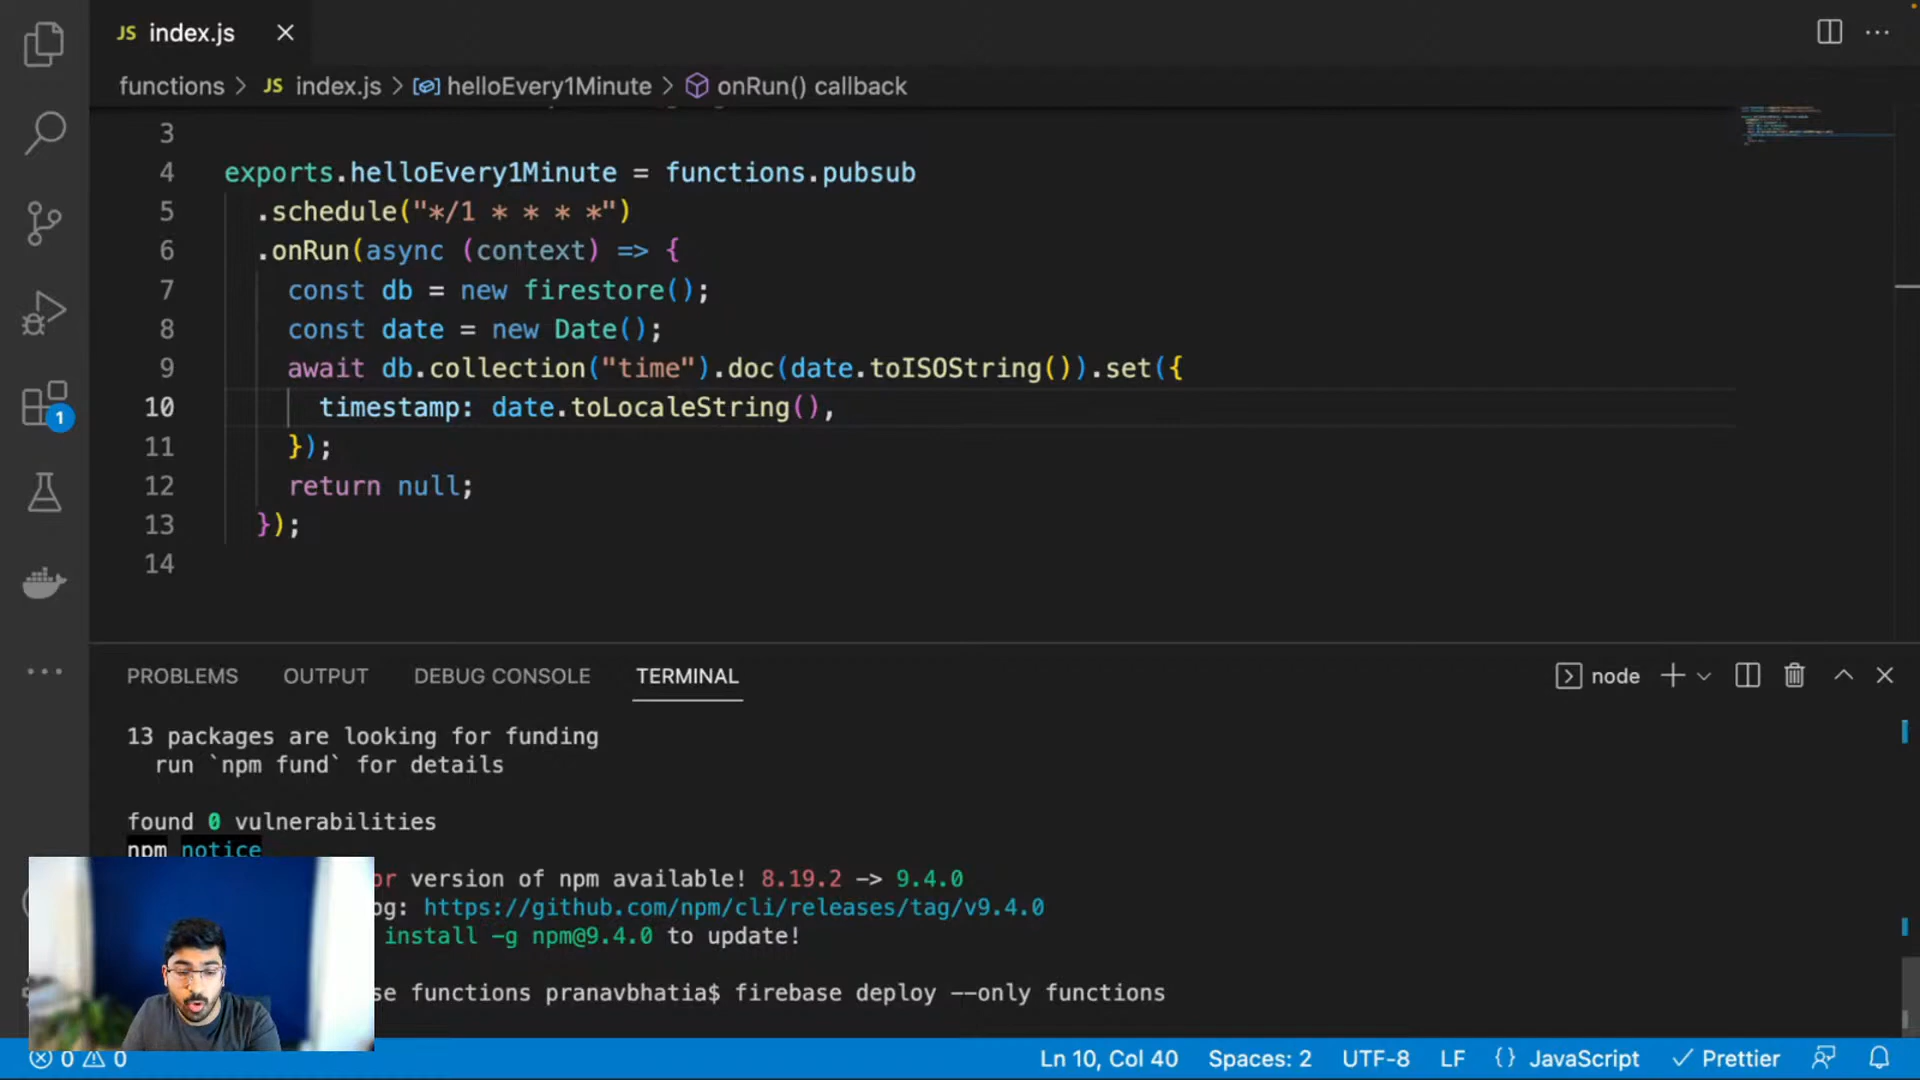 JS index.js
functions > JS index.js > helloEvery1Minute > onRun() callback
3
4 exports.helloEvery1Minute = functions.pubsub
5 .schedule("*/1 * * * *")
6 .onRun(async (context) => {
7 const db = new firestore();
8 const date = new Date();
9 await db.collection("time").doc(date.toISOString()).set({
10 timestamp: date.toLocaleString(),
11 });
12 return null;
13 });
14
1
PROBLEMS OUTPUT DEBUG CONSOLE TERMINAL node
13 packages are looking for funding
run `npm fund` for details
found 0 vulnerabilities
npm notice
or version of npm available! 8.19.2 -> 9.4.0
og: https://github.com/npm/cli/releases/tag/v9.4.0
install -g npm@9.4.0 to update!
se functions pranavbhatia$ firebase deploy --only functions
0 0 Ln 10, Col 40 Spaces: 2 UTF-8 LF {} JavaScript Prettier